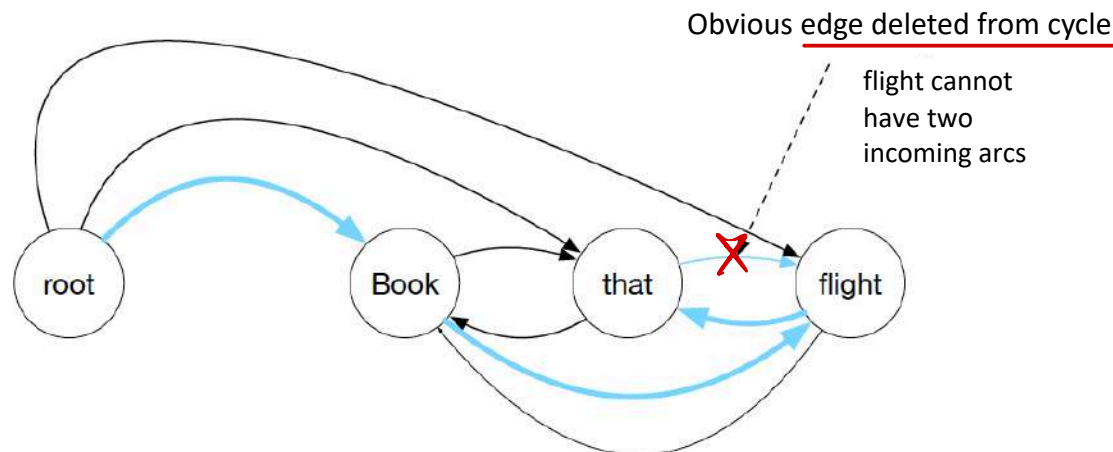 Obvious edge deleted from cycle
flight cannot
have two
incoming arcs
root
Book
that
flight